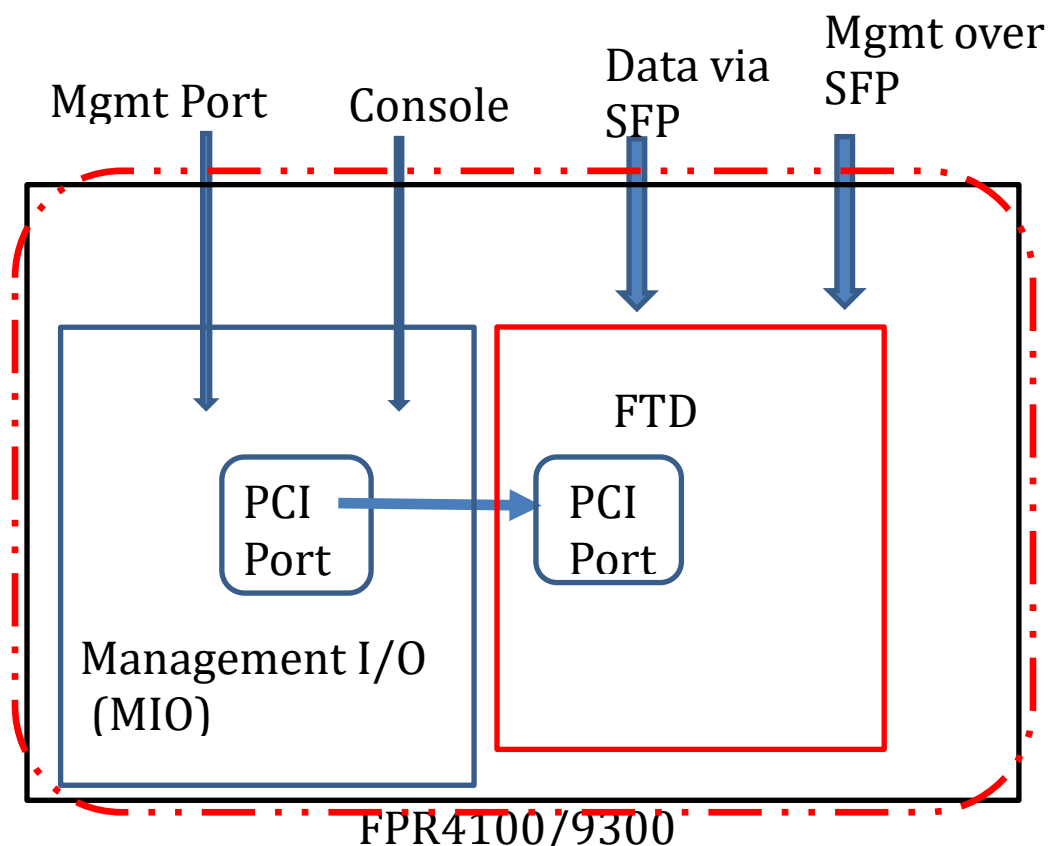 Mgmt Port
Console
Data via
SFP
Mgmt over
SFP
FTD
PCI
Port
PCI
Port
Management I/O
(MIO)
FPR4100/9300